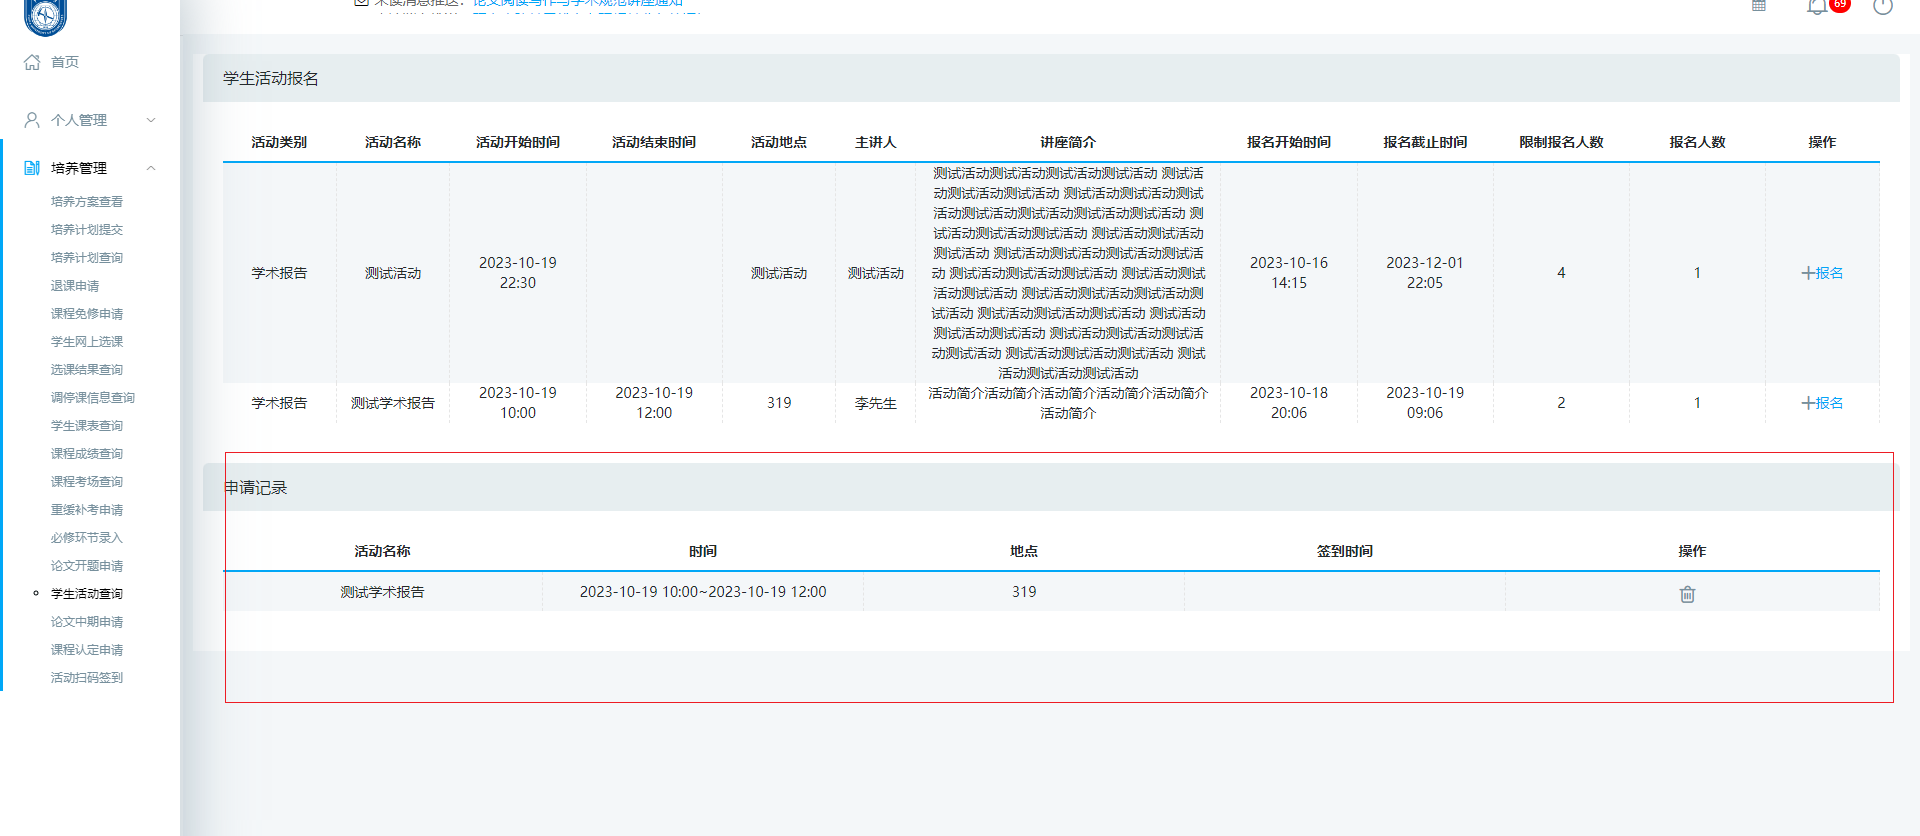 论文阅读写作与学术规范讲座通知
69
首页
个人管理
培养管理
培养方案查看
培养计划提交
培养计划查询
退课申请
课程免修申请
学生网上选课
选课结果查询
调停课信息查询
学生课表查询
课程成绩查询
课程考场查询
重缓补考申请
必修环节录入
论文开题申请
学生活动查询
论文中期申请
课程认定申请
活动扫码签到
学生活动报名
活动类别 活动名称 活动开始时间 活动结束时间 活动地点 主讲人 讲座简介 报名开始时间 报名截止时间 限制报名人数 报名人数 操作
测试活动测试活动测试活动测试活动 测试活
动测试活动测试活动 测试活动测试活动测试
活动测试活动测试活动测试活动测试活动 测
试活动测试活动测试活动 测试活动测试活动
测试活动 测试活动测试活动测试活动测试活
动 测试活动测试活动测试活动 测试活动测试
活动测试活动 测试活动测试活动测试活动测
试活动 测试活动测试活动测试活动 测试活动
测试活动测试活动 测试活动测试活动测试活
动测试活动 测试活动测试活动测试活动 测试
活动测试活动测试活动
学术报告 测试活动 2023-10-19
22:30 测试活动 测试活动 2023-10-16
14:15 2023-12-01
22:05 4 1 报名
学术报告 测试学术报告 2023-10-19
10:00 2023-10-19
12:00 319 李先生 活动简介活动简介活动简介活动简介活动简介
活动简介 2023-10-18
20:06 2023-10-19
09:06 2 1 报名
申请记录
活动名称 时间 地点 签到时间 操作
测试学术报告 2023-10-19 10:00~2023-10-19 12:00 319